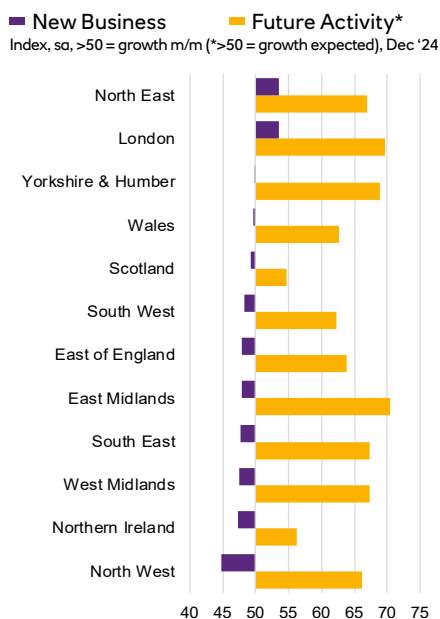 New Business Future Activity*
Index, sa, >50 = growth m/m (*>50 = growth expected), Dec ‘24
North East
London
Yorkshire & Humber
Wales
Scotland
South West
East of England
East Midlands
South East
West Midlands
Northern Ireland
North West
40 45 50 55 60 65 70 75